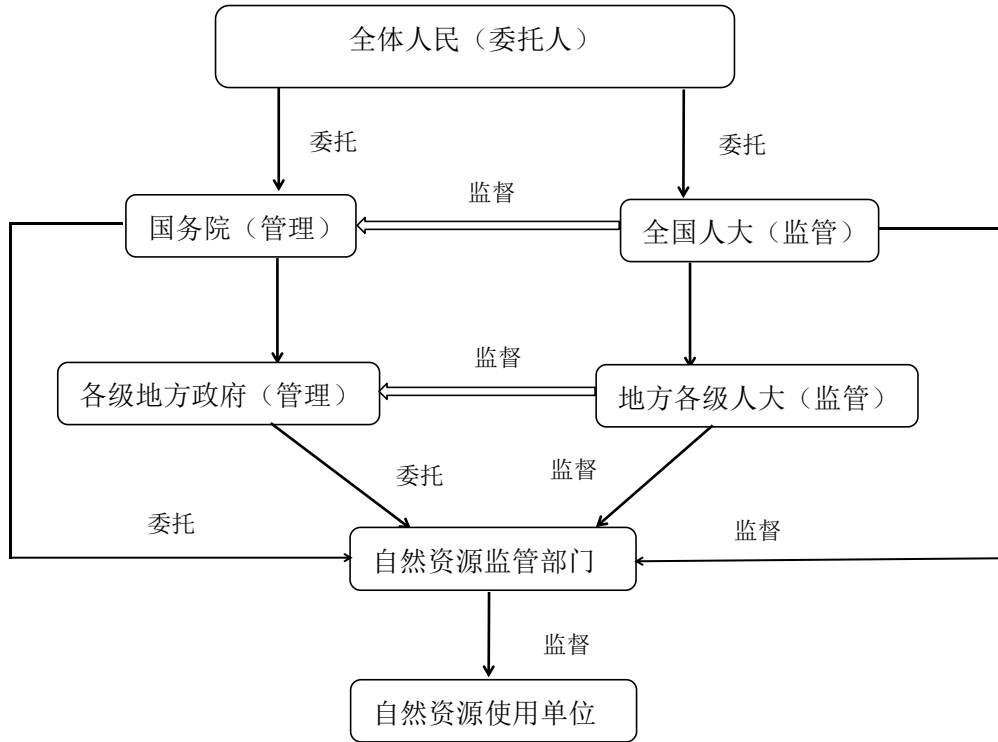 全体人民（委托人）
委托
委托
监督
国务院（管理）
全国人大（监管）
监督
各级地方政府（管理）
地方各级人大（监管）
委托
监督
委托
监督
自然资源监管部门
监督
自然资源使用单位